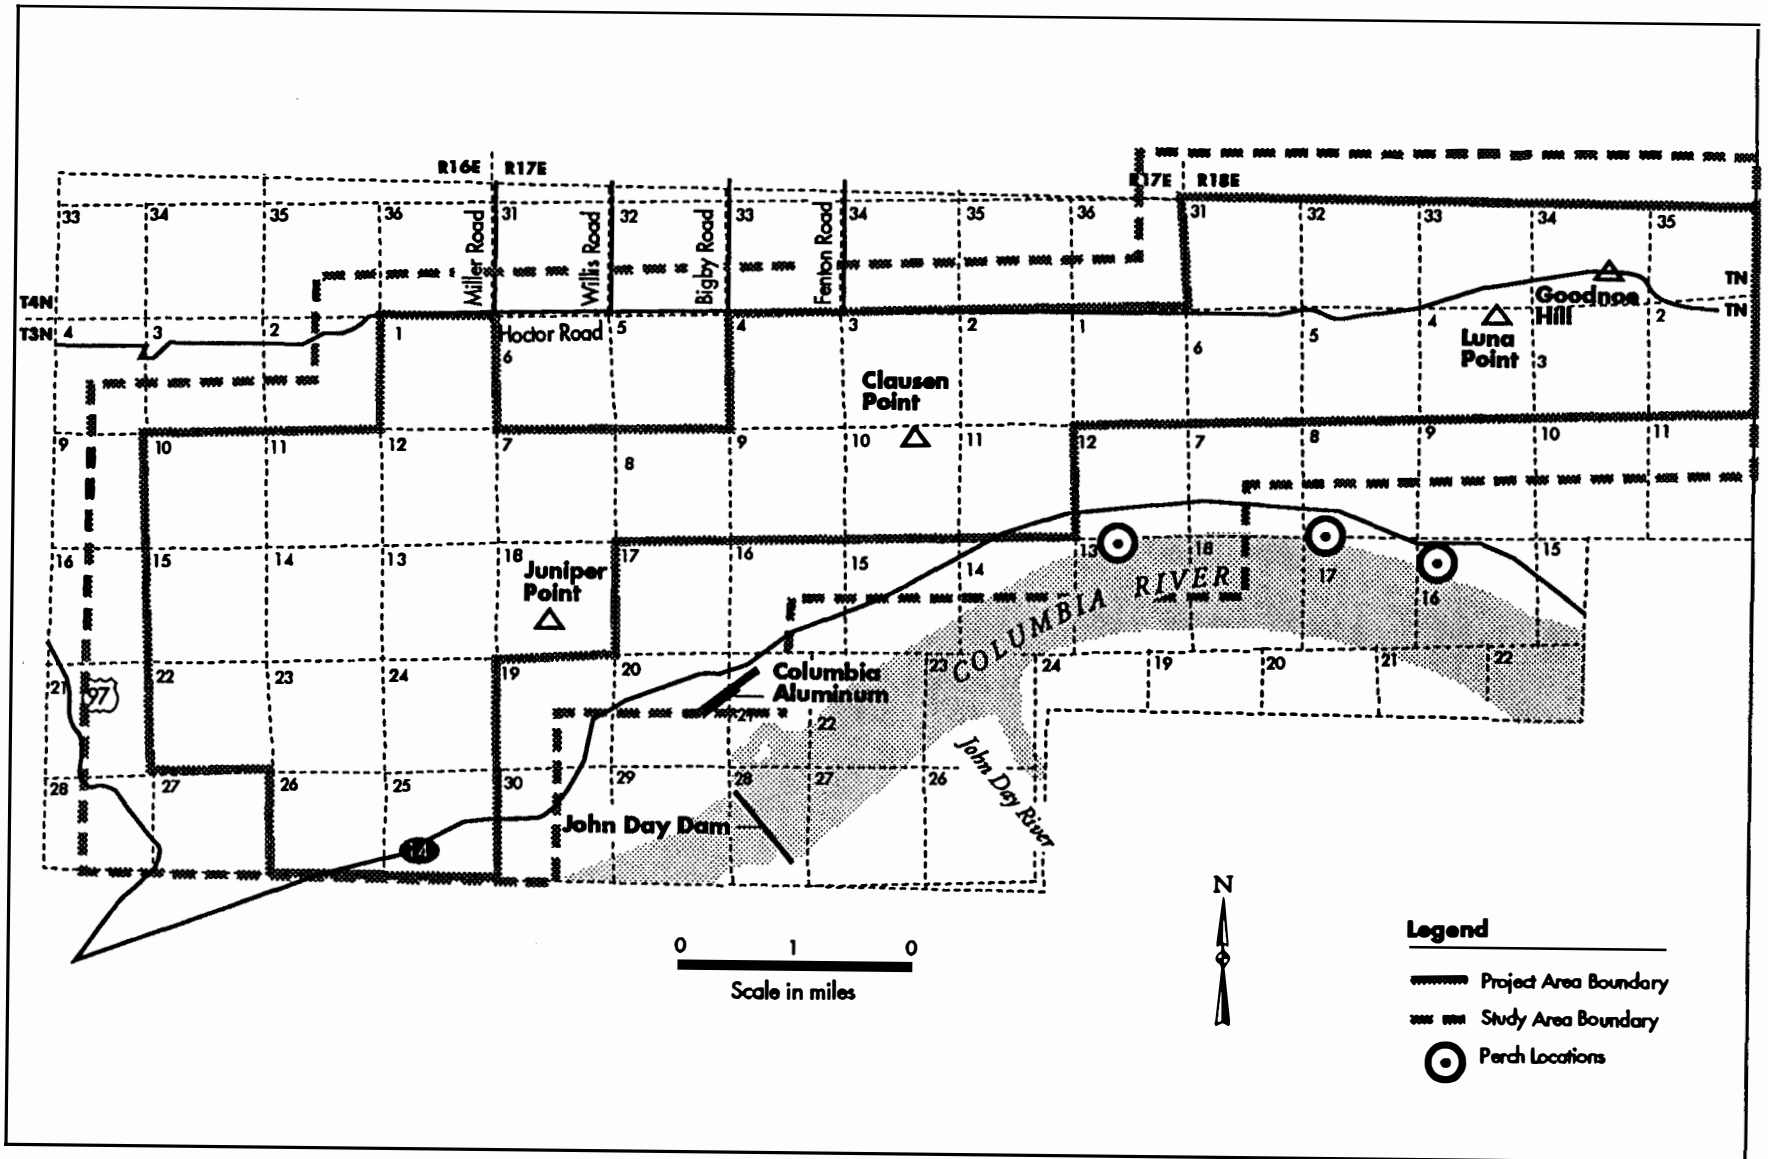 R16E R17E
R17E R18E
33 34 35 36 31 32 33 34 35 36 31 32 33 34 35
Miller Road
Willis Road
Bigby Road
Fenton Road
T4N
T3N
TN
TN
Goodnoe
Hill
Luna
Point
4 3 2 1
Hoctor Road
6 5 4 3 2 1 6 5 4 3 2
Clausen
Point
9 10 11 12 7 8 9 10 11 12 7 8 9 10 11
16 15 14 13 18 17 16 15 14 13 18 17 16 15
Juniper
Point
COLUMBIA RIVER
21 22 23 24 19 20 21 22 23 24 19 20 21 22
97
Columbia
Aluminum
John Day River
28 27 26 25 30 29 28 27 26
John Day Dam
14
N
0 1 0
Scale in miles
Legend
Project Area Boundary
Study Area Boundary
Perch Locations